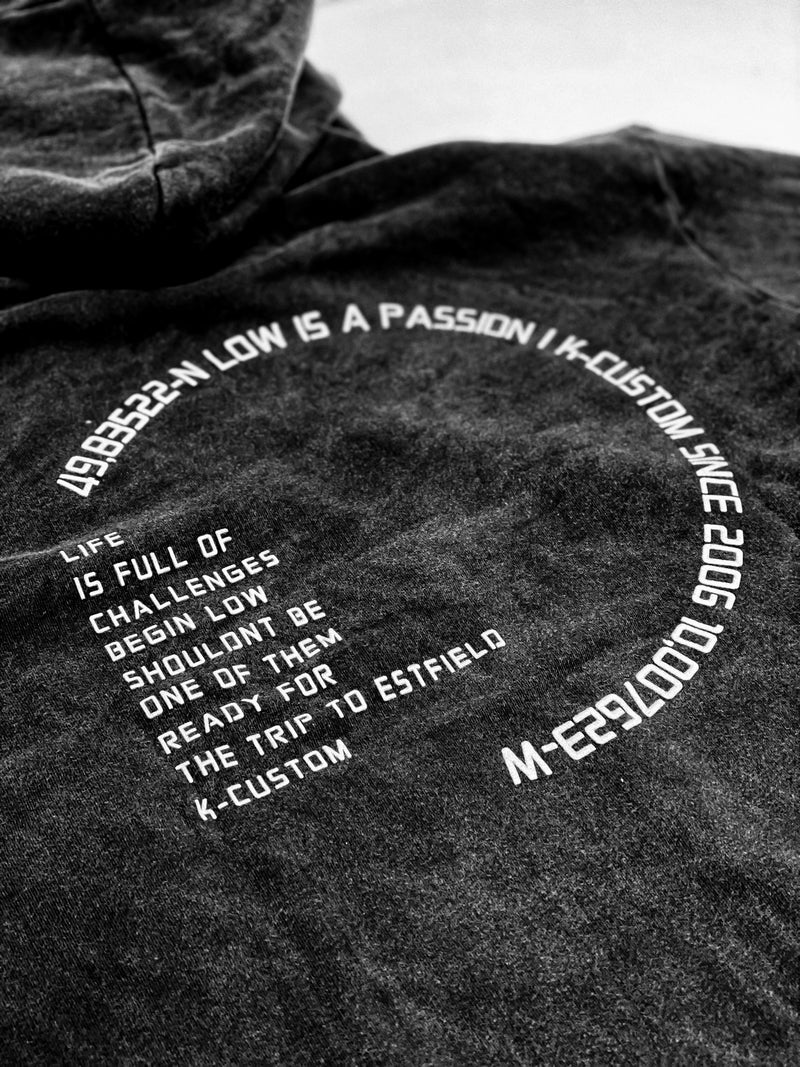 49,83522-N LOW IS A PASSION | K-CUSTOM SINCE 2006 10,007623-W
LIFE
IS FULL OF
CHALLENGES
BEGIN LOW
SHOULDNT BE
ONE OF THEM
READY FOR
THE TRIP TO ESTFIELD
K-CUSTOM